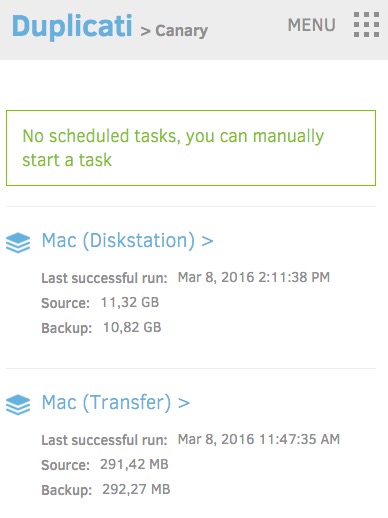 Duplicati > Canary MENU
No scheduled tasks, you can manually
start a task
Mac (Diskstation) >
Last successful run: Mar 8, 2016 2:11:38 PM
Source: 11,32 GB
Backup: 10,82 GB
Mac (Transfer) >
Last successful run: Mar 8, 2016 11:47:35 AM
Source: 291,42 MB
Backup: 292,27 MB